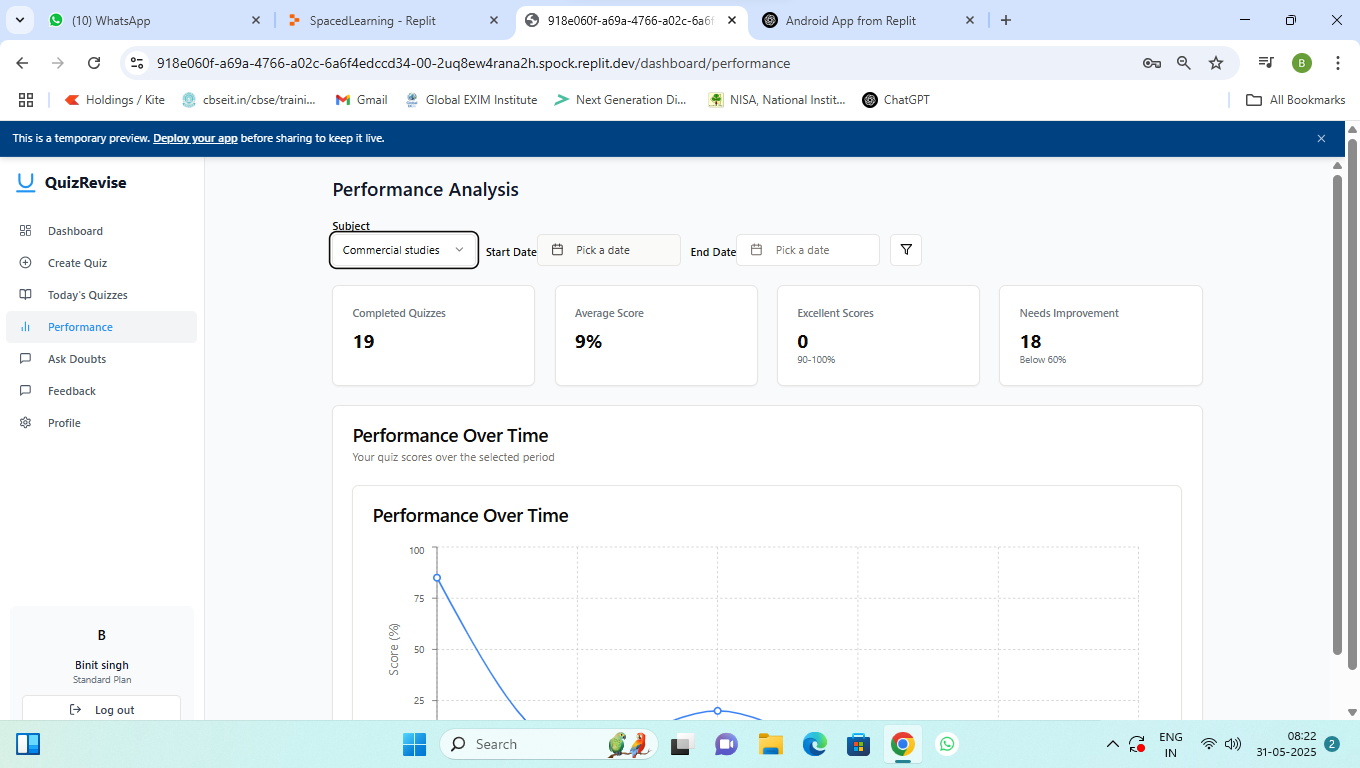 (10) WhatsApp
SpacedLearning - Replit
918e060f-a69a-4766-a02c-6a6f
Android App from Replit
918e060f-a69a-4766-a02c-6a6f4edccd34-00-2uq8ew4rana2h.spock.replit.dev/dashboard/performance
B
Holdings / Kite
cbseit.in/cbse/traini...
Gmail
Global EXIM Institute
Next Generation Di...
NISA, National Instit...
ChatGPT
All Bookmarks
This is a temporary preview. Deploy your app before sharing to keep it live.
QuizRevise
Dashboard
Create Quiz
Today's Quizzes
Performance
Ask Doubts
Feedback
Profile
B
Binit singh
Standard Plan
Log out
Performance Analysis
Subject
Commercial studies
Start Date
Pick a date
End Date
Pick a date
Completed Quizzes
19
Average Score
9%
Excellent Scores
0
90-100%
Needs Improvement
18
Below 60%
Performance Over Time
Your quiz scores over the selected period
Performance Over Time
100
75
50
25
Score (%)
Search
ENG
IN
08:22
31-05-2025
2